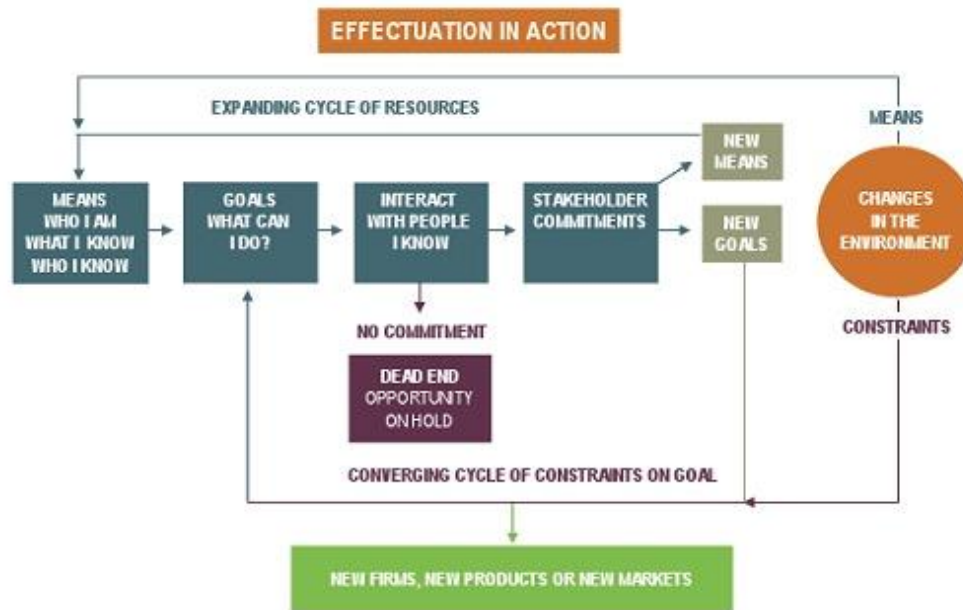 EFFECTUATION IN ACTION
EXPANDING CYCLE OF RESOURCES
MEANS
NEW
MEANS
MEANS
WHO I AM
WHAT I KNOW
WHO I KNOW
GOALS
WHAT CAN
I DO?
INTERACT
WITH PEOPLE
I KNOW
STAKEHOLDER
COMMITMENTS
NEW
GOALS
CHANGES
IN THE
ENVIRONMENT
NO COMMITMENT
CONSTRAINTS
DEAD END
OPPORTUNITY
ON HOLD
CONVERGING CYCLE OF CONSTRAINTS ON GOAL
NEW FIRMS, NEW PRODUCTS OR NEW MARKETS